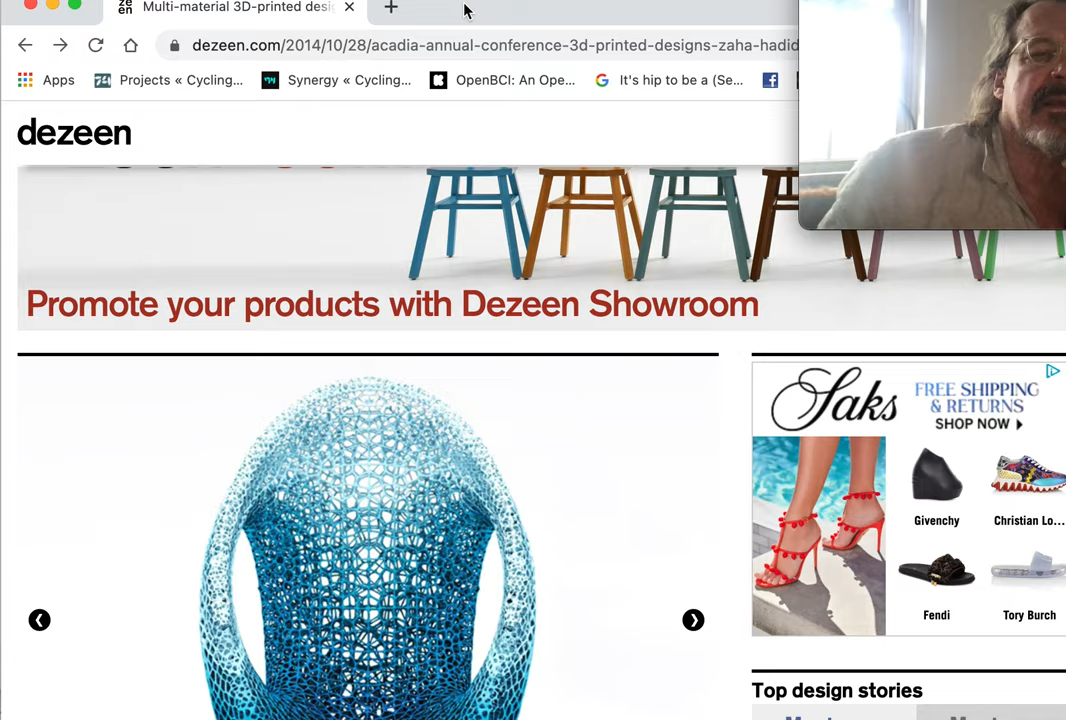 ze
en
Multi-material 3D-printed desi
dezeen.com/2014/10/28/acadia-annual-conference-3d-printed-designs-zaha-hadid
Apps Projects « Cycling... Synergy « Cycling... OpenBCI: An Ope... It's hip to be a (Se...
dezeen
Promote your products with Dezeen Showroom
Saks
FREE SHIPPING
& RETURNS
SHOP NOW
Givenchy Christian Lo...
Fendi Tory Burch
Top design stories